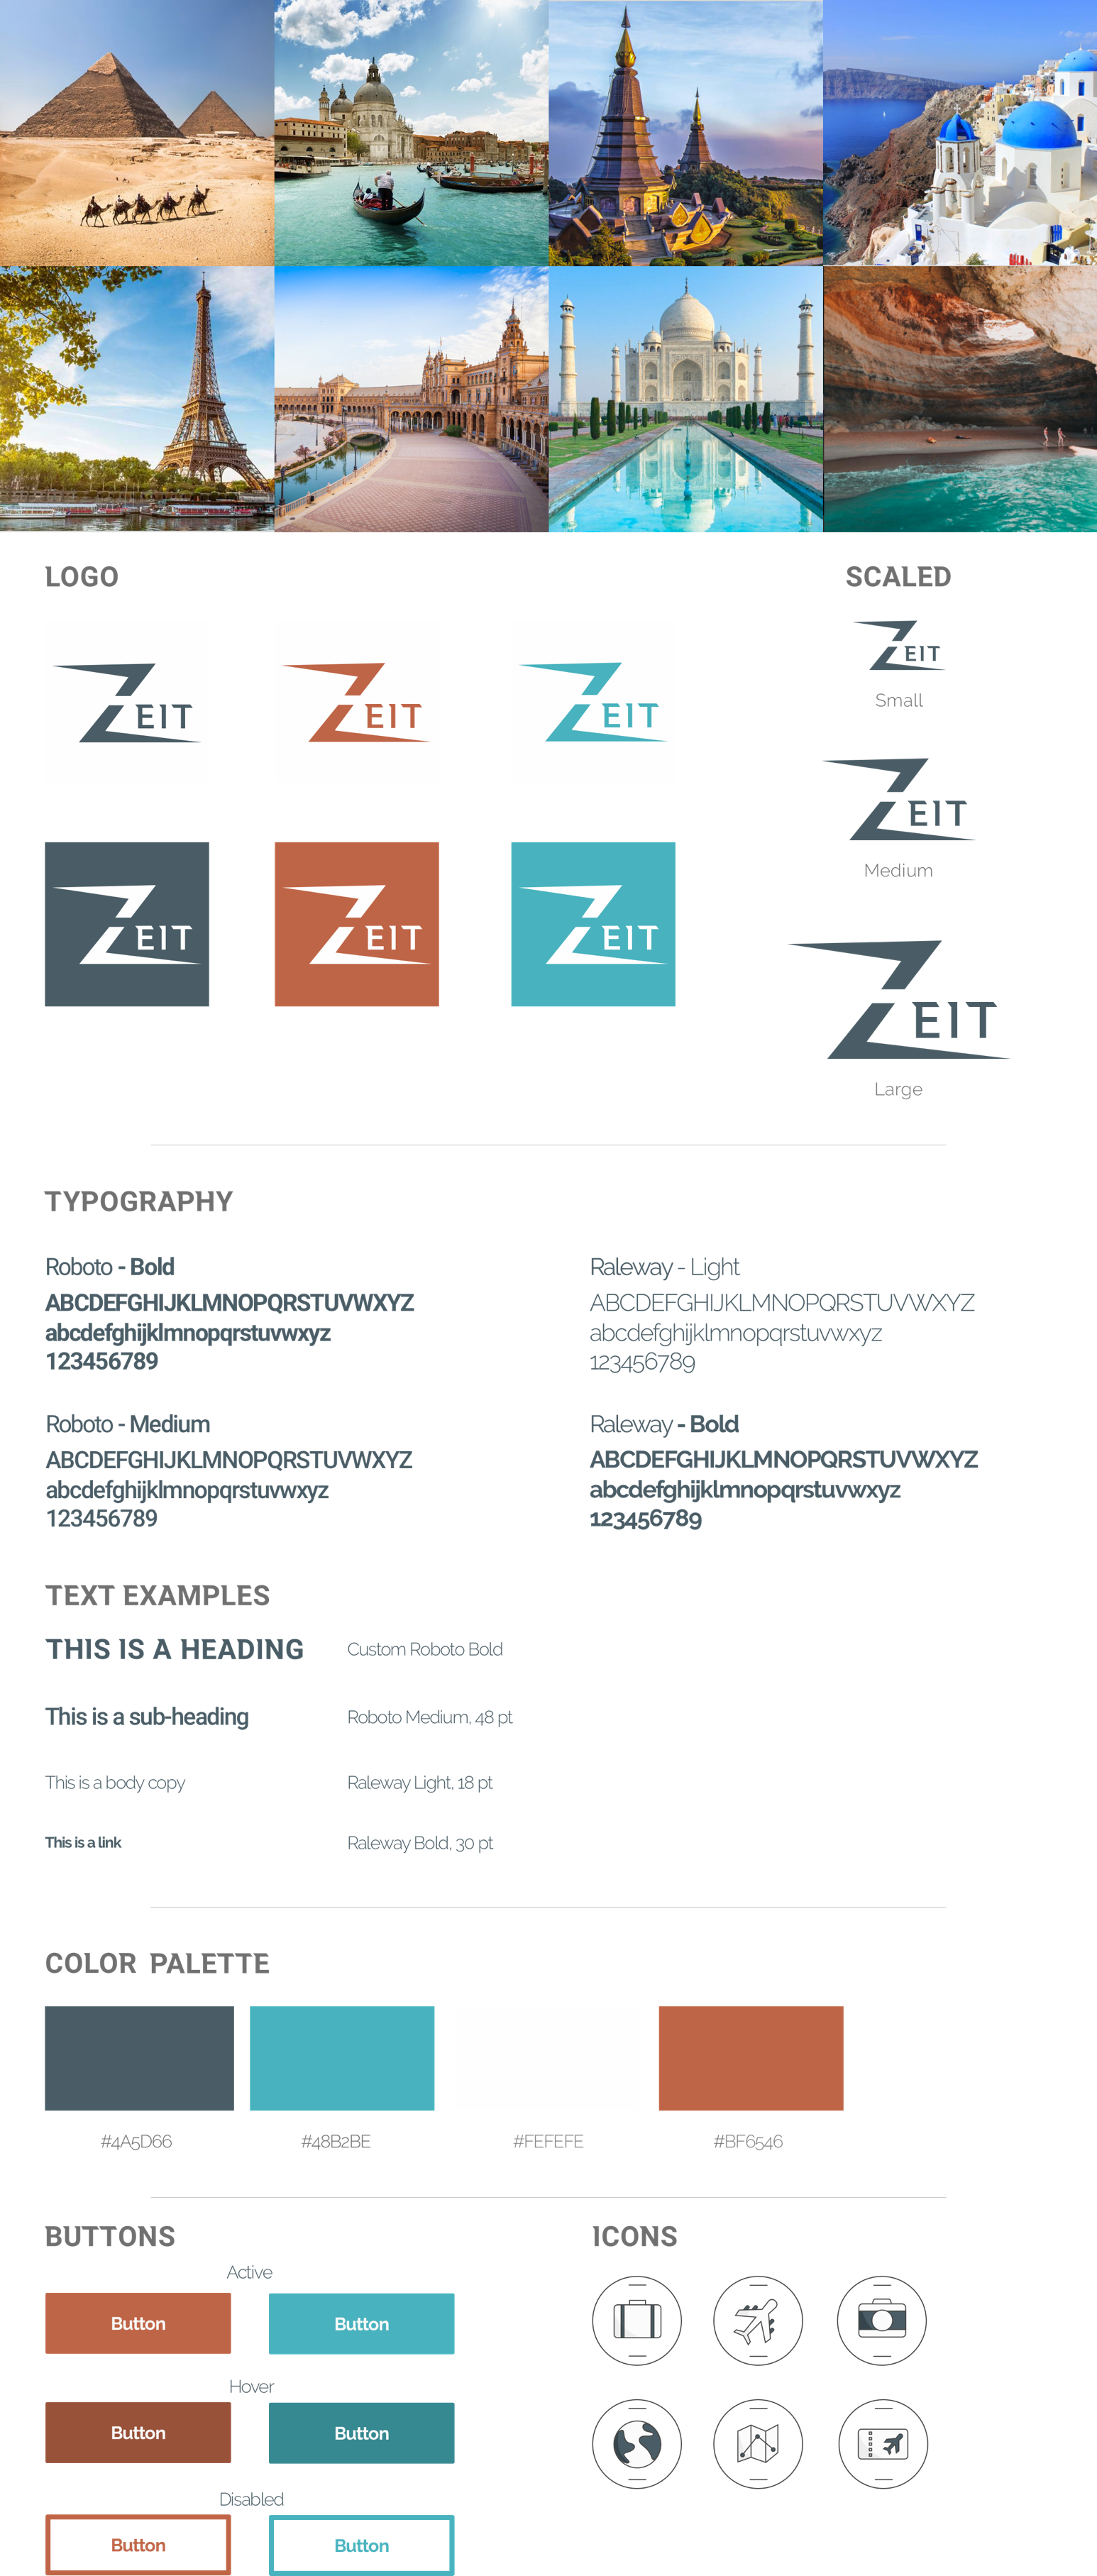 LOGO
SCALED
ZEIT
ZEIT
ZEIT
ZEIT
Small
ZEIT
Medium
ZEIT
ZEIT
ZEIT
ZEIT
Large
TYPOGRAPHY
Roboto - Bold
ABCDEFGHIJKLMNOPQRSTUVWXYZ
abcdefghijklmnopqrstuvwxyz
123456789
Raleway - Light
ABCDEFGHIJKLMNOPQRSTUVWXYZ
abcdefghijklmnopqrstuvwxyz
123456789
Roboto - Medium
ABCDEFGHIJKLMNOPQRSTUVWXYZ
abcdefghijklmnopqrstuvwxyz
123456789
Raleway - Bold
ABCDEFGHIJKLMNOPQRSTUVWXYZ
abcdefghijklmnopqrstuvwxyz
123456789
TEXT EXAMPLES
THIS IS A HEADING
Custom Roboto Bold
This is a sub-heading
Roboto Medium, 48 pt
This is a body copy
Raleway Light, 18 pt
This is a link
Raleway Bold, 30 pt
COLOR PALETTE
#4A5D66
#48B2BE
#FEFEFE
#BF6546
BUTTONS
Active
Button
Button
Hover
Button
Button
Disabled
Button
Button
ICONS